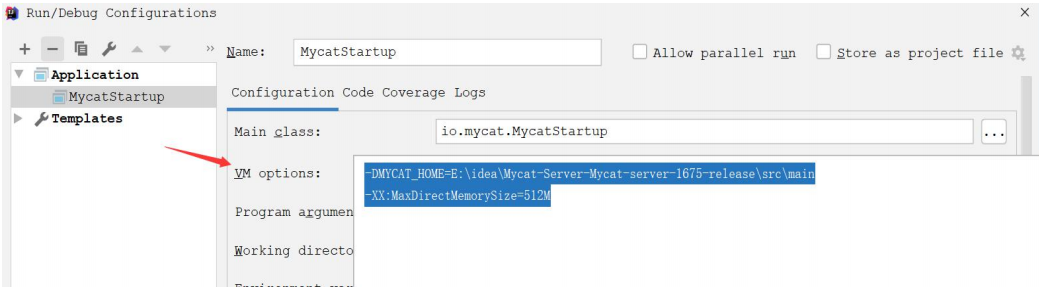 Run/Debug Configurations
Name: MycatStartup Allow parallel run Store as project file
Application
MycatStartup
Templates
Configuration Code Coverage Logs
Main class: io.mycat.MycatStartup ...
VM options: -DMYCAT_HOME=E:\idea\Mycat-Server-Mycat-server-1675-release\src\main
-XX:MaxDirectMemorySize=512M
Program argumen
Working directo